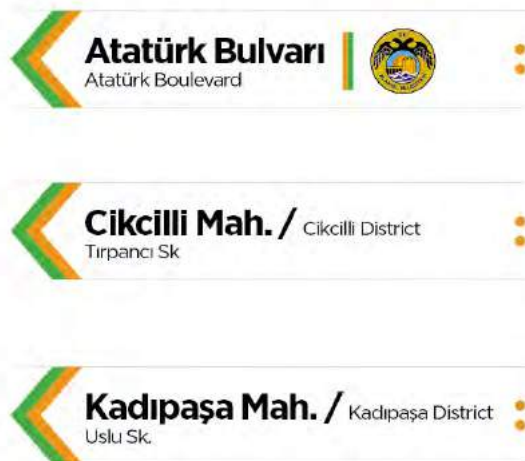 Atatürk Bulvarı
Atatürk Boulevard
Cikcilli Mah. / Cikcilli District
Tırpancı Sk
Kadıpaşa Mah. / Kadıpaşa District
Uslu Sk.